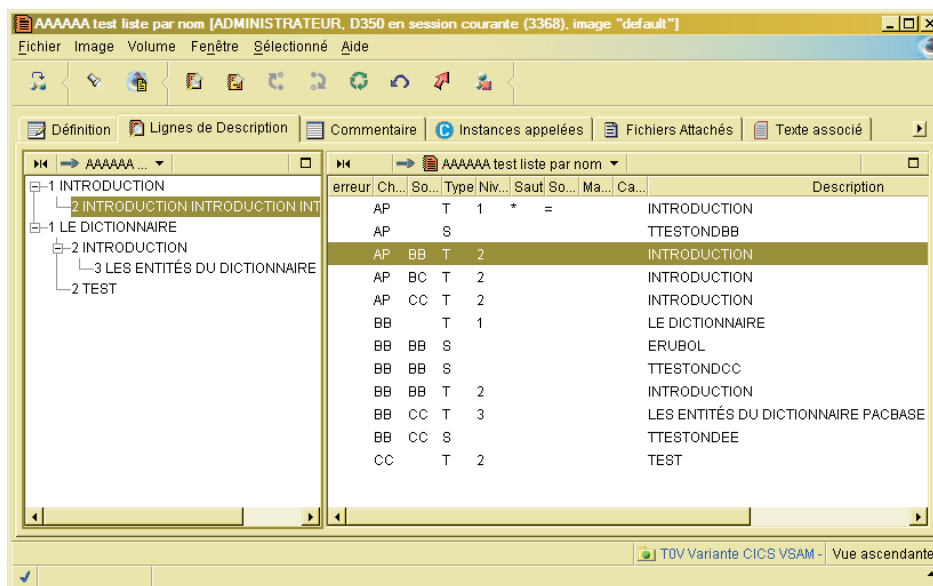 AAAAAA test liste par nom [ADMINISTRATEUR, D350 en session courante (3368), image "default"]
Fichier Image Volume Fenêtre Sélectionné Aide
Définition Lignes de Description Commentaire Instances appelées Fichiers Attachés Texte associé
AAAAAA ...
1 INTRODUCTION
2 INTRODUCTION INTRODUCTION INT
1 LE DICTIONNAIRE
2 INTRODUCTION
3 LES ENTITÉS DU DICTIONNAIRE
2 TEST
AAAAAA test liste par nom
erreur Ch... So... Type Niv... Saut So... Ma... Ca... Description
AP T 1 * = INTRODUCTION
AP S TTESTONDBB
AP BB T 2 INTRODUCTION
AP BC T 2 INTRODUCTION
AP CC T 2 INTRODUCTION
BB T 1 LE DICTIONNAIRE
BB BB S ERUBOL
BB BB S TTESTONDCC
BB BB T 2 INTRODUCTION
BB CC T 3 LES ENTITÉS DU DICTIONNAIRE PACBASE
BB CC S TTESTONDEE
CC T 2 TEST
T0V Variante CICS VSAM - Vue ascendante